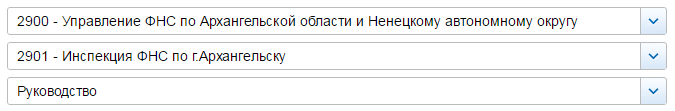 2900 - Управление ФНС по Архангельской области и Ненецкому автономному округу
2901 - Инспекция ФНС по г.Архангельску
Руководство